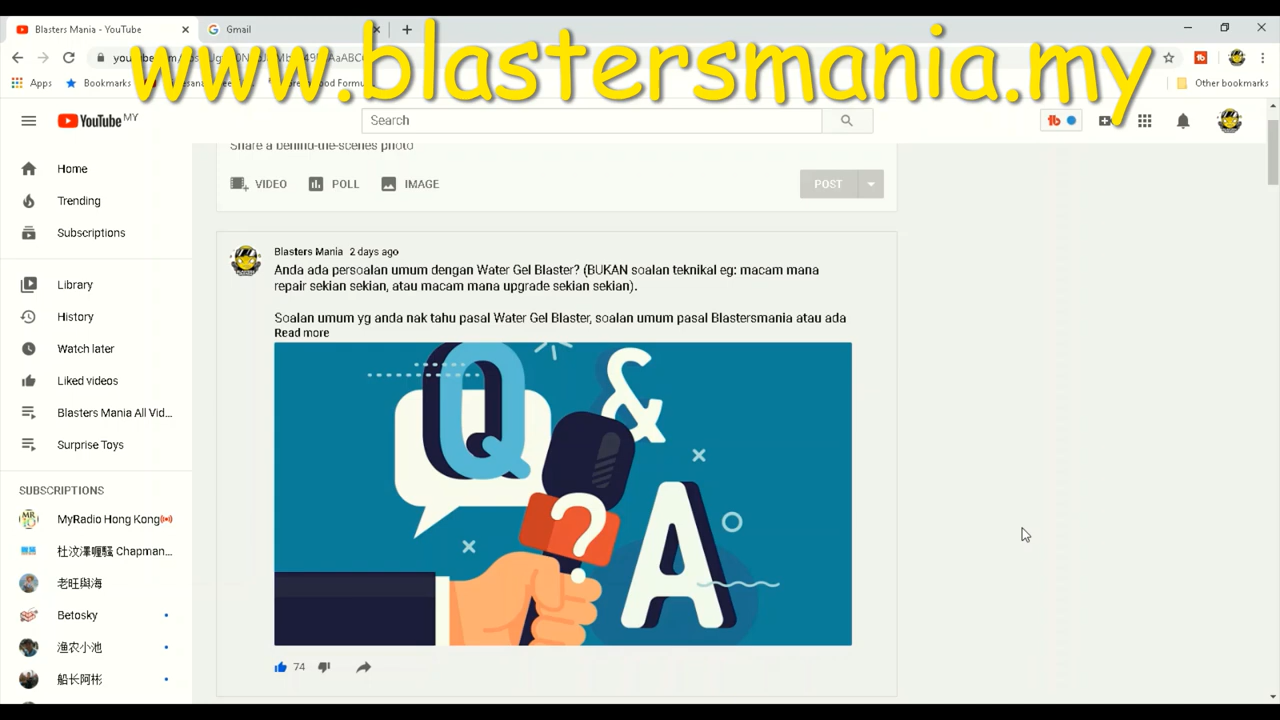 Blasters Mania - YouTube
Gmail
www.blastersmania.my
Apps
Bookmarks
Other bookmarks
YouTube MY
Search
Share a behind-the-scenes photo
VIDEO
POLL
IMAGE
POST
Home
Trending
Subscriptions
Library
History
Watch later
Liked videos
Blasters Mania All Vid...
Surprise Toys
SUBSCRIPTIONS
MyRadio Hong Kong
杜汶澤喱騷 Chapman...
老旺與海
Betosky
渔农小池
船长阿彬
Blasters Mania 2 days ago
Anda ada persoalan umum dengan Water Gel Blaster? (BUKAN soalan teknikal eg: macam mana
repair sekian sekian, atau macam mana upgrade sekian sekian).
Soalan umum yg anda nak tahu pasal Water Gel Blaster, soalan umum pasal Blastersmania atau ada
Read more
Q & A
?
74